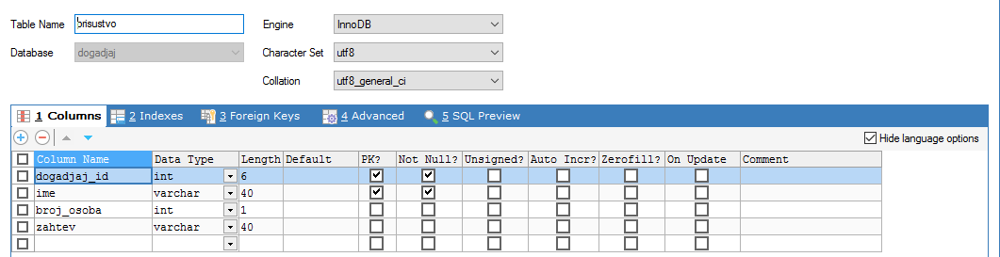 Table Name prisustvo Engine InnoDB
Database dogadjaj Character Set utf8
Collation utf8_general_ci
1 Columns 2 Indexes 3 Foreign Keys 4 Advanced 5 SQL Preview
Hide language options
Column Name Data Type Length Default PK? Not Null? Unsigned? Auto Incr? Zerofill? On Update Comment
dogadjaj_id int 6
ime varchar 40
broj_osoba int 1
zahtev varchar 40